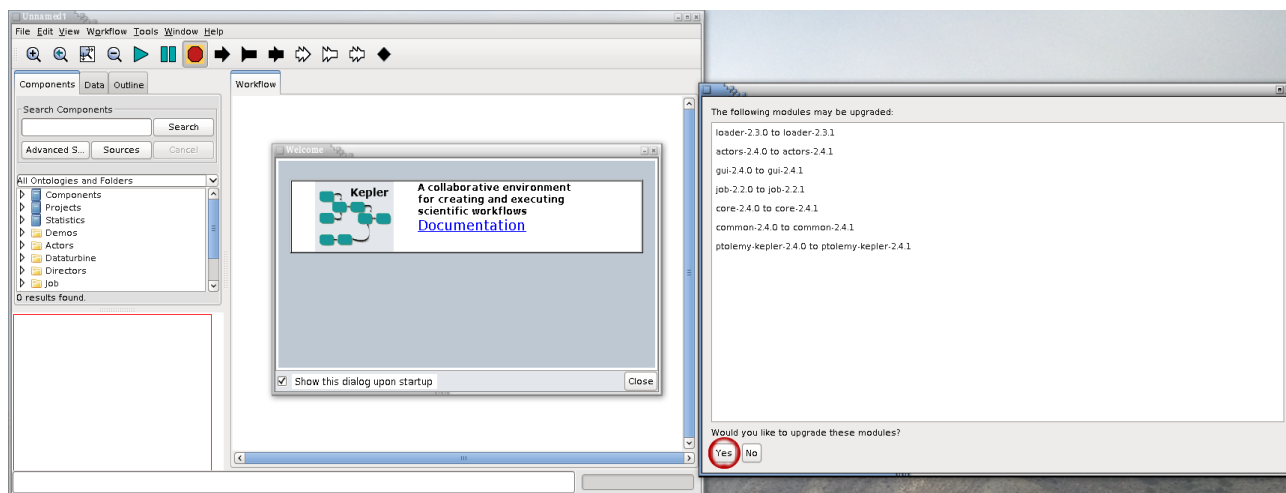 Unnamed1
File Edit View Workflow Tools Window Help
Components Data Outline
Search Components
Search
Advanced S... Sources Cancel
All Ontologies and Folders
Components
Projects
Statistics
Demos
Actors
Dataturbine
Directors
Job
0 results found.
Workflow
Welcome
Kepler
A collaborative environment
for creating and executing
scientific workflows
Documentation
Show this dialog upon startup
Close
The following modules may be upgraded:
loader-2.3.0 to loader-2.3.1
actors-2.4.0 to actors-2.4.1
gui-2.4.0 to gui-2.4.1
job-2.2.0 to job-2.2.1
core-2.4.0 to core-2.4.1
common-2.4.0 to common-2.4.1
ptolemy-kepler-2.4.0 to ptolemy-kepler-2.4.1
Would you like to upgrade these modules?
Yes No